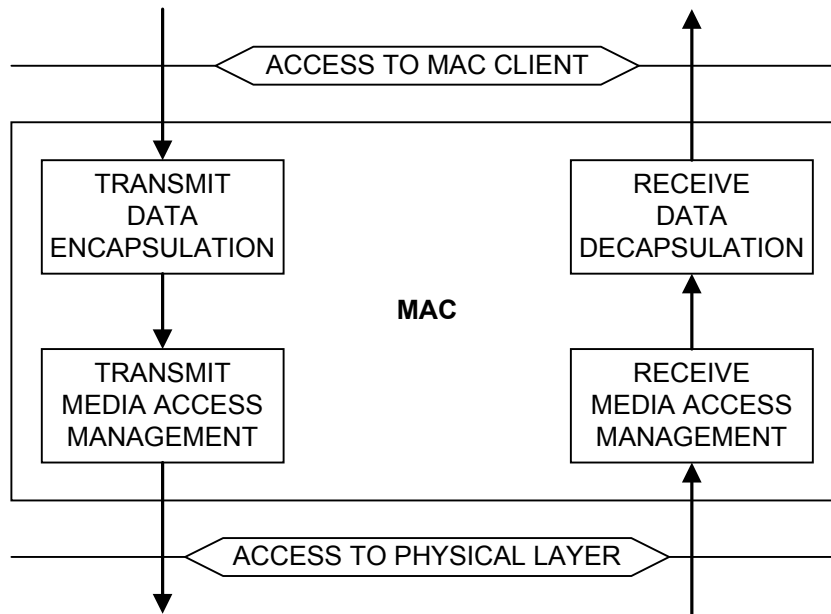 ACCESS TO MAC CLIENT
TRANSMIT
DATA
ENCAPSULATION
RECEIVE
DATA
DECAPSULATION
MAC
TRANSMIT
MEDIA ACCESS
MANAGEMENT
RECEIVE
MEDIA ACCESS
MANAGEMENT
ACCESS TO PHYSICAL LAYER